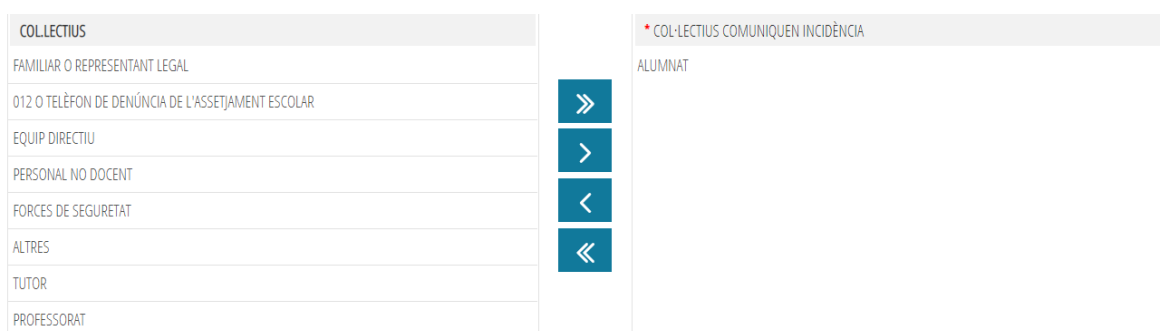 COL.LECTIUS
FAMILIAR O REPRESENTANT LEGAL
012 O TELÈFON DE DENÚNCIA DE L'ASSETJAMENT ESCOLAR
EQUIP DIRECTIU
PERSONAL NO DOCENT
FORCES DE SEGURETAT
ALTRES
TUTOR
PROFESSORAT
* COL·LECTIUS COMUNIQUEN INCIDÈNCIA
ALUMNAT